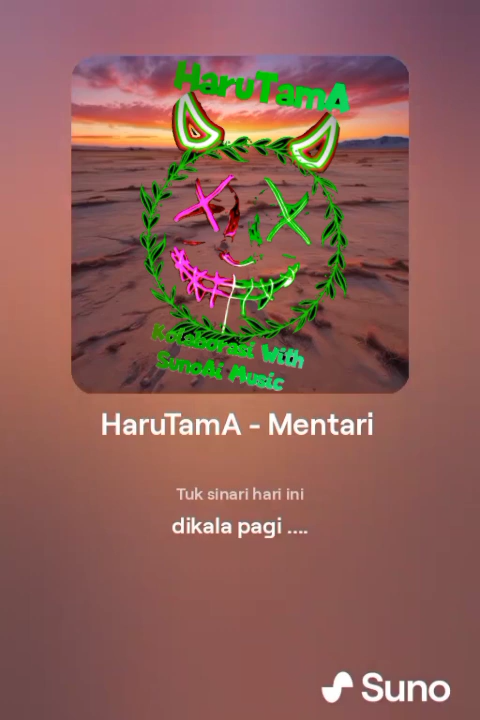 HaruTamA
Kolaborasi With
SunoAi Music
HaruTamA - Mentari
Tuk sinari hari ini
dikala pagi ....
Suno